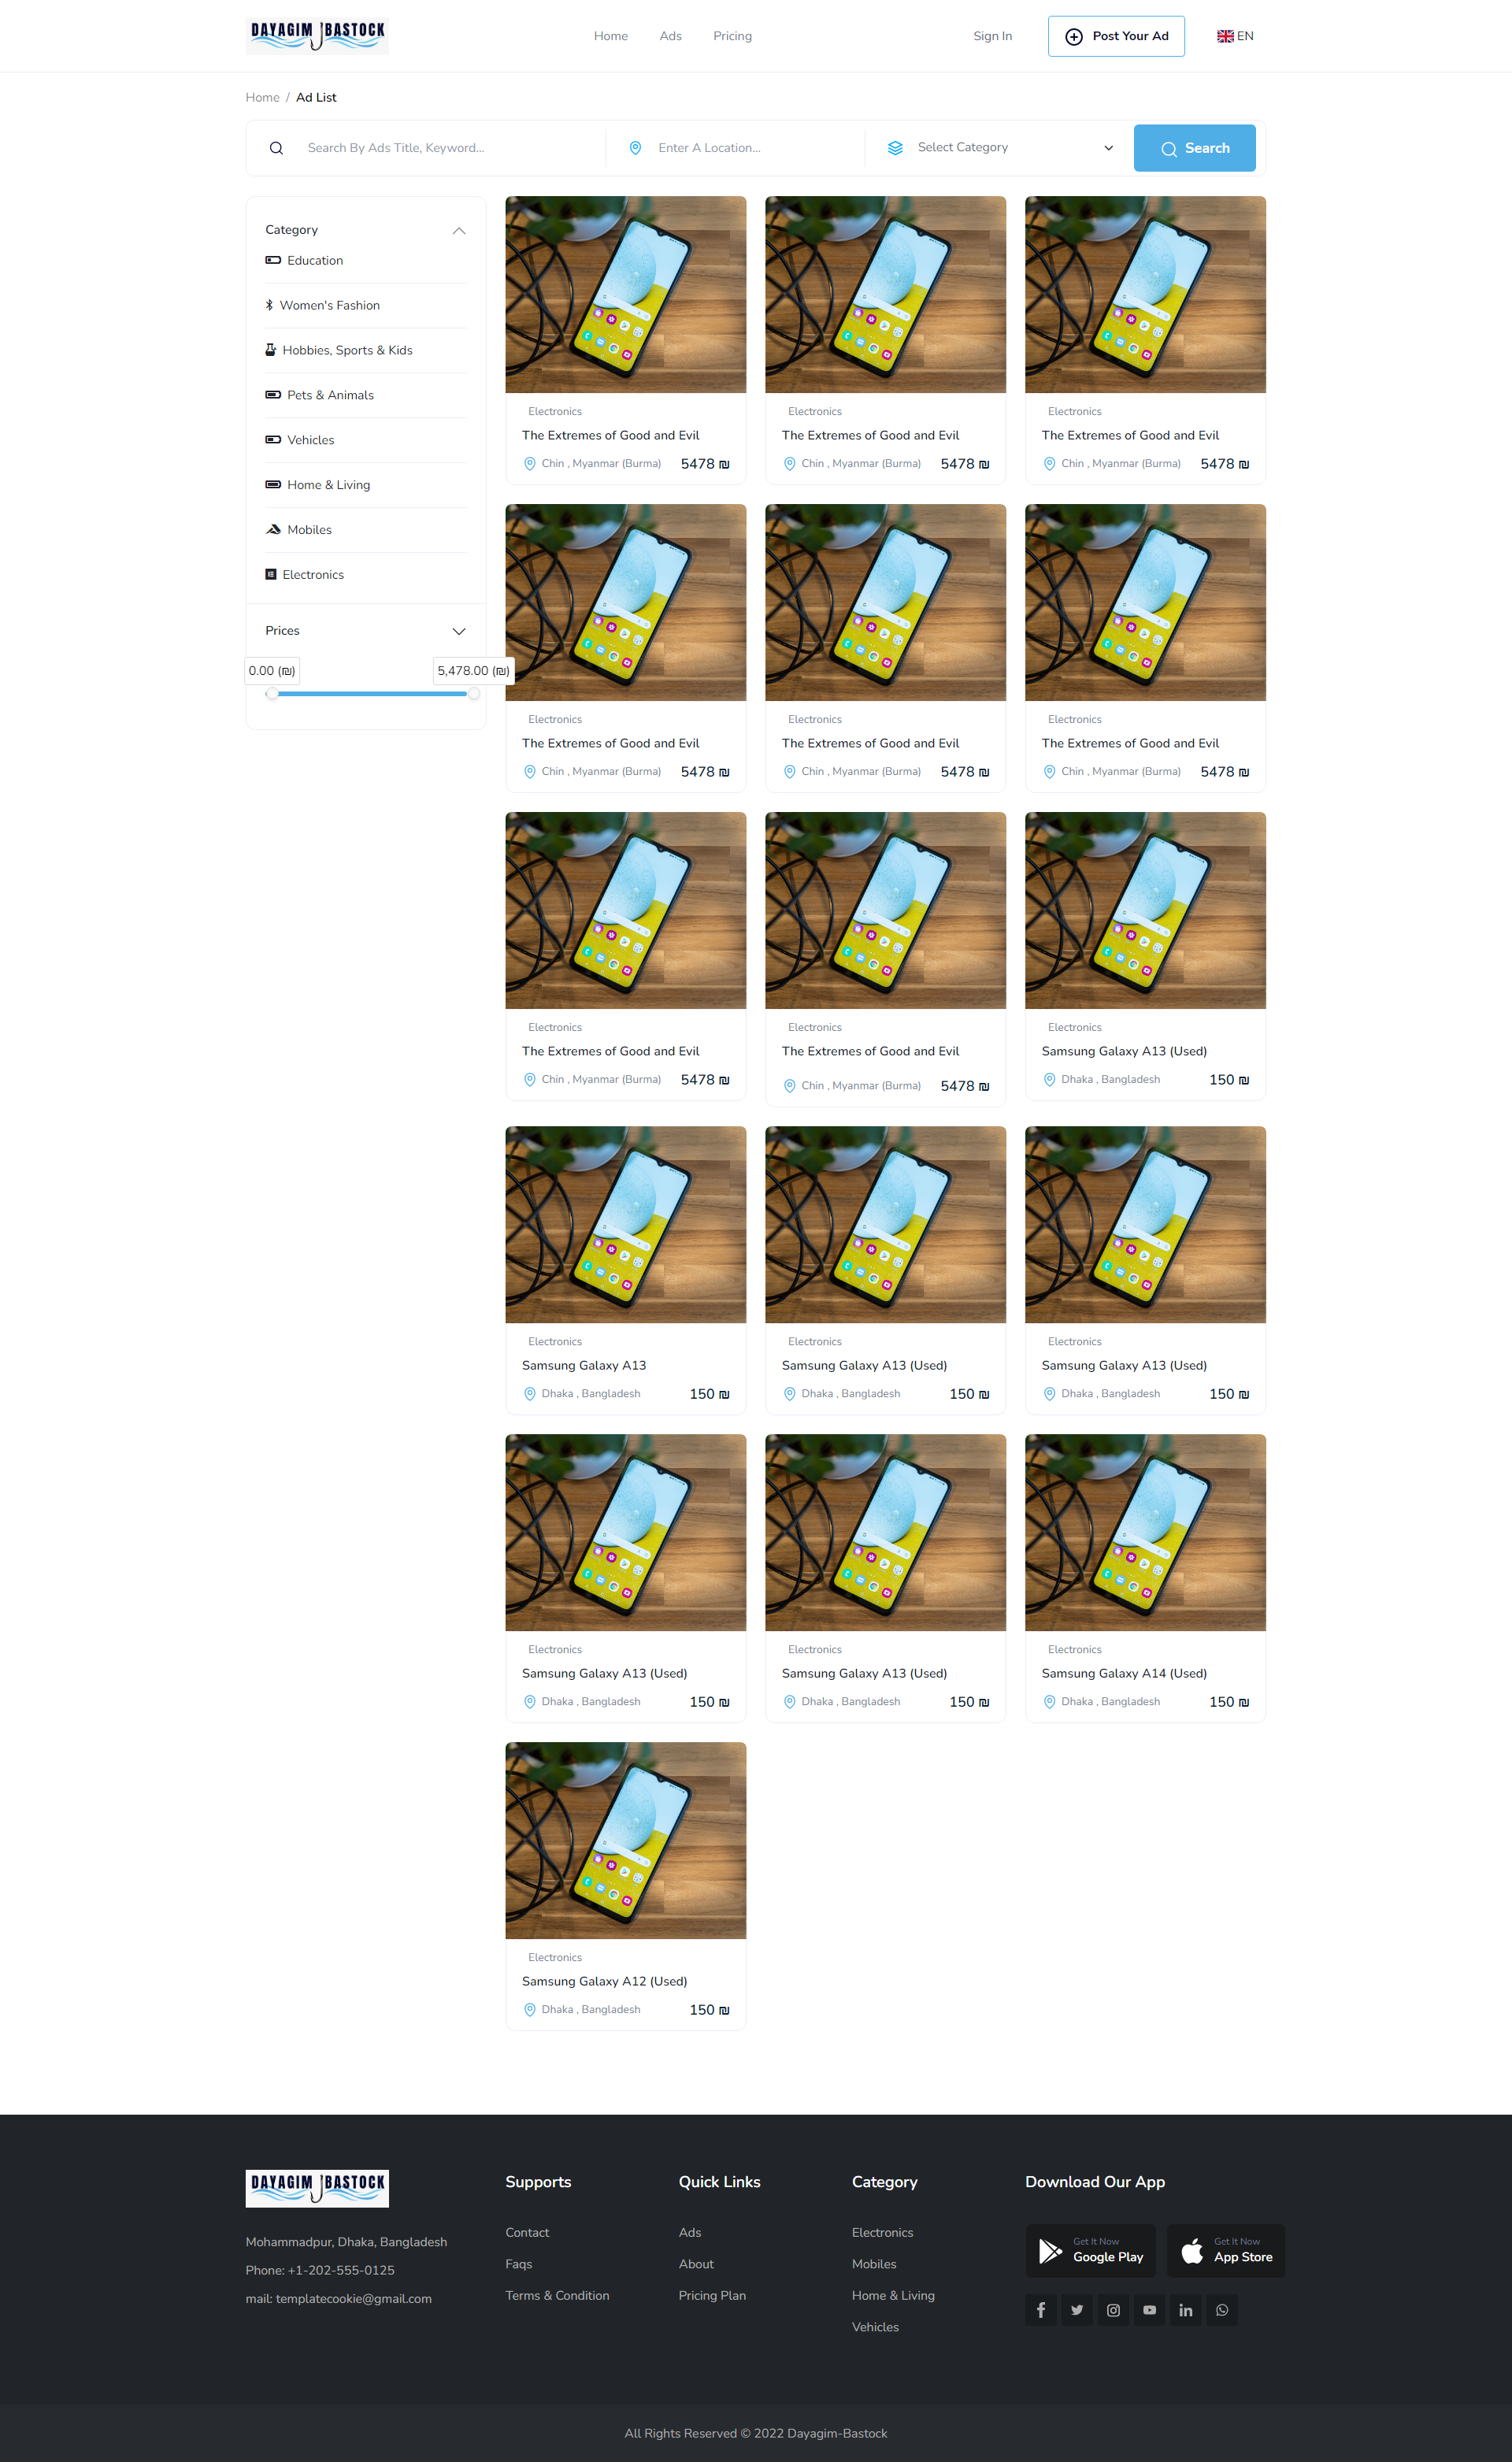 DAYAGIM BASTOCK
Home Ads Pricing Sign In Post Your Ad EN
Home / Ad List
Search By Ads Title, Keyword... Enter A Location... Select Category Search
Category
Education
Women's Fashion
Hobbies, Sports & Kids
Pets & Animals
Vehicles
Home & Living
Mobiles
Electronics
Prices
0.00 (₪) 5,478.00 (₪)
Electronics Electronics Electronics
The Extremes of Good and Evil The Extremes of Good and Evil The Extremes of Good and Evil
Chin , Myanmar (Burma) 5478 ₪ Chin , Myanmar (Burma) 5478 ₪ Chin , Myanmar (Burma) 5478 ₪
Electronics Electronics Electronics
The Extremes of Good and Evil The Extremes of Good and Evil The Extremes of Good and Evil
Chin , Myanmar (Burma) 5478 ₪ Chin , Myanmar (Burma) 5478 ₪ Chin , Myanmar (Burma) 5478 ₪
Electronics Electronics Electronics
The Extremes of Good and Evil The Extremes of Good and Evil Samsung Galaxy A13 (Used)
Chin , Myanmar (Burma) 5478 ₪ Chin , Myanmar (Burma) 5478 ₪ Dhaka , Bangladesh 150 ₪
Electronics Electronics Electronics
Samsung Galaxy A13 Samsung Galaxy A13 (Used) Samsung Galaxy A13 (Used)
Dhaka , Bangladesh 150 ₪ Dhaka , Bangladesh 150 ₪ Dhaka , Bangladesh 150 ₪
Electronics Electronics Electronics
Samsung Galaxy A13 (Used) Samsung Galaxy A13 (Used) Samsung Galaxy A14 (Used)
Dhaka , Bangladesh 150 ₪ Dhaka , Bangladesh 150 ₪ Dhaka , Bangladesh 150 ₪
Electronics
Samsung Galaxy A12 (Used)
Dhaka , Bangladesh 150 ₪
DAYAGIM BASTOCK
Mohammadpur, Dhaka, Bangladesh
Phone: +1-202-555-0125
mail: templatecookie@gmail.com
Supports
Contact
Faqs
Terms & Condition
Quick Links
Ads
About
Pricing Plan
Category
Electronics
Mobiles
Home & Living
Vehicles
Download Our App
Get It Now
Google Play
Get It Now
App Store
All Rights Reserved © 2022 Dayagim-Bastock